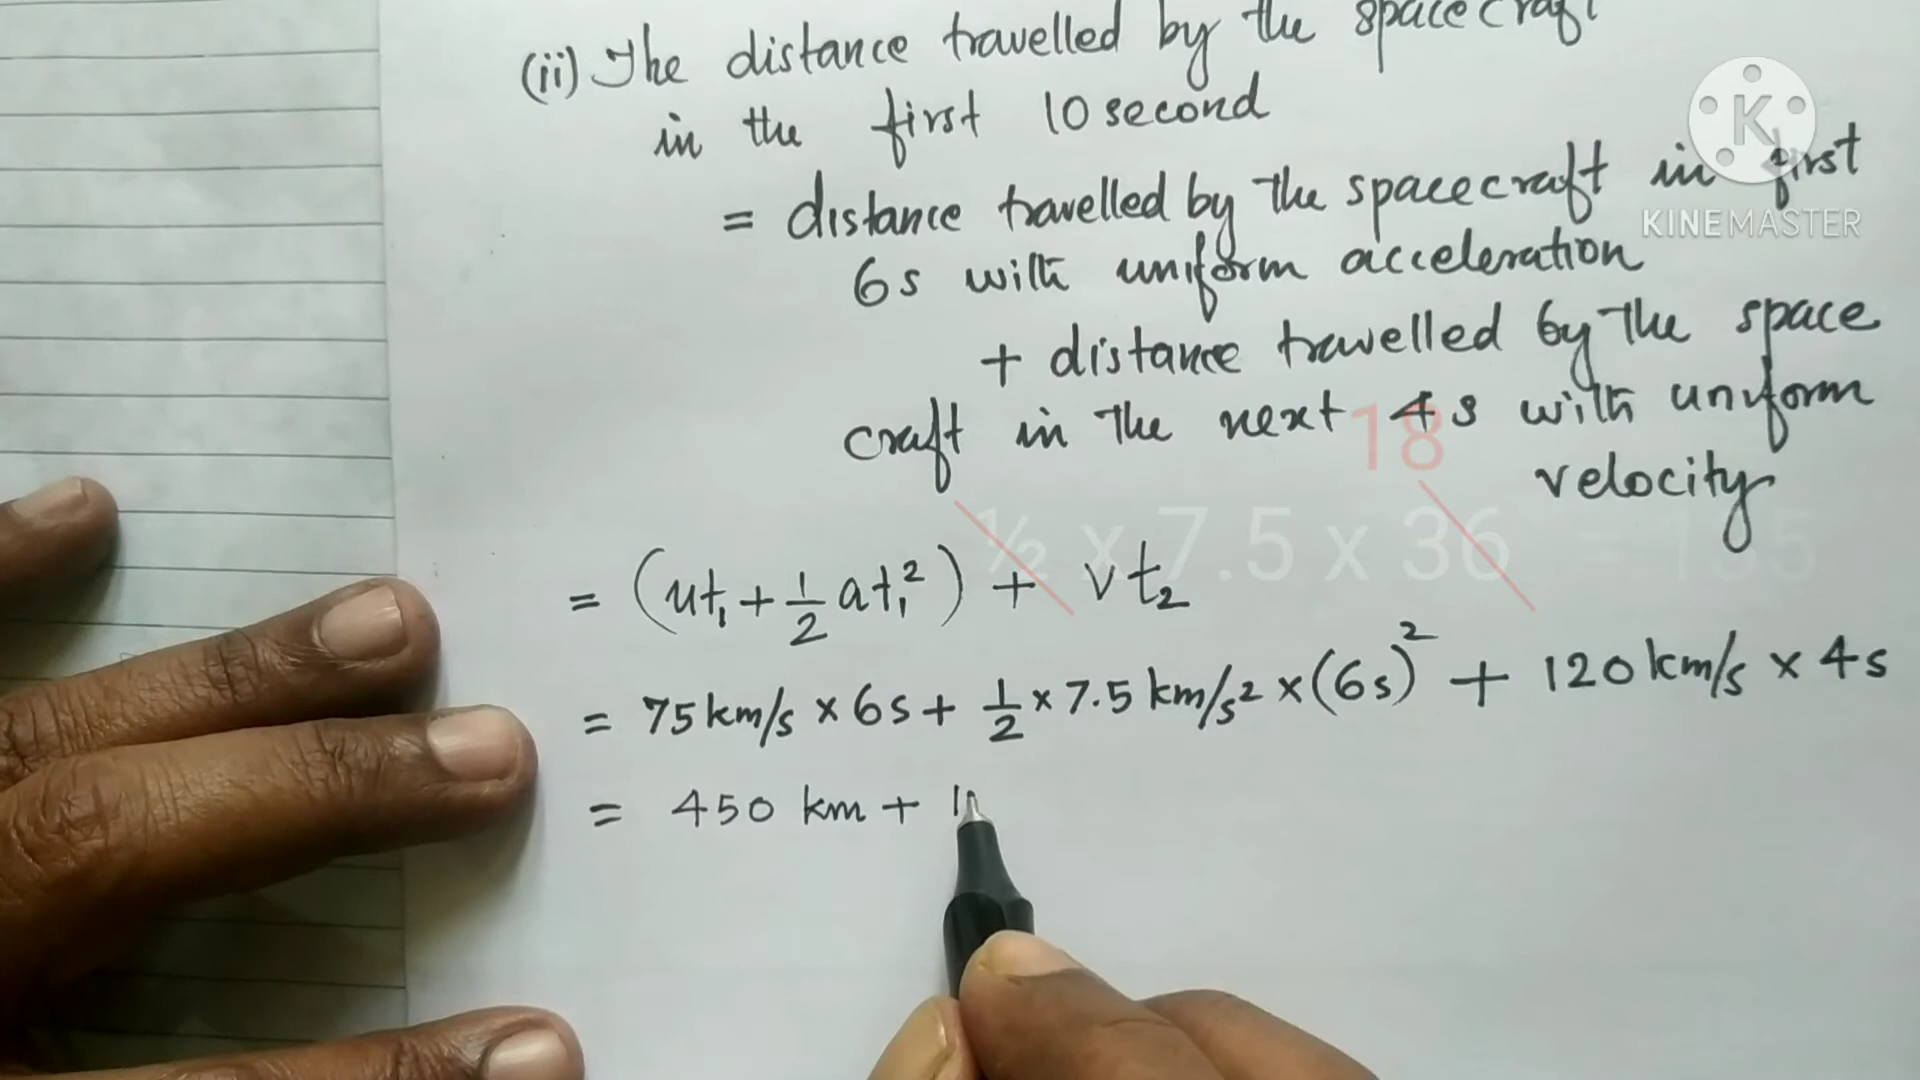 (ii) The distance travelled by the spacecraft
in the first 10 second
= distance travelled by the spacecraft in first
6s with uniform acceleration
+ distance travelled by the space
craft in the next 4s with uniform
velocity
= (ut₁ + 1/2 at₁²) + vt₂
= 75 km/s × 6s + 1/2 × 7.5 km/s² × (6s)² + 120 km/s × 4s
= 450 km + 1
K
KINEMASTER
18
½ x 7.5 x 36 = 135